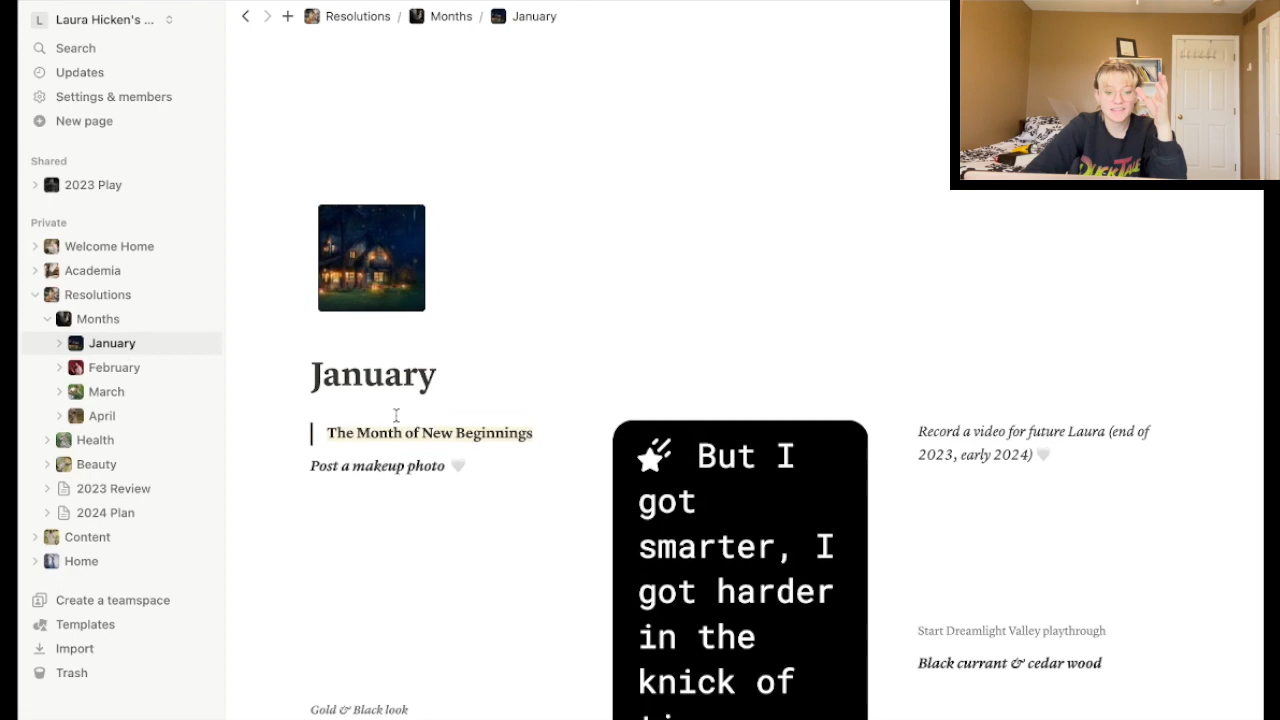 L Laura Hicken's ...
Search
Updates
Settings & members
New page
Shared
2023 Play
Private
Welcome Home
Academia
Resolutions
Months
January
February
March
April
Health
Beauty
2023 Review
2024 Plan
Content
Home
Create a teamspace
Templates
Import
Trash
Resolutions / Months / January
January
The Month of New Beginnings
Post a makeup photo 🤍
Gold & Black look
But I
got
smarter, I
got harder
in the
knick of
Record a video for future Laura (end of
2023, early 2024) 🤍
Start Dreamlight Valley playthrough
Black currant & cedar wood